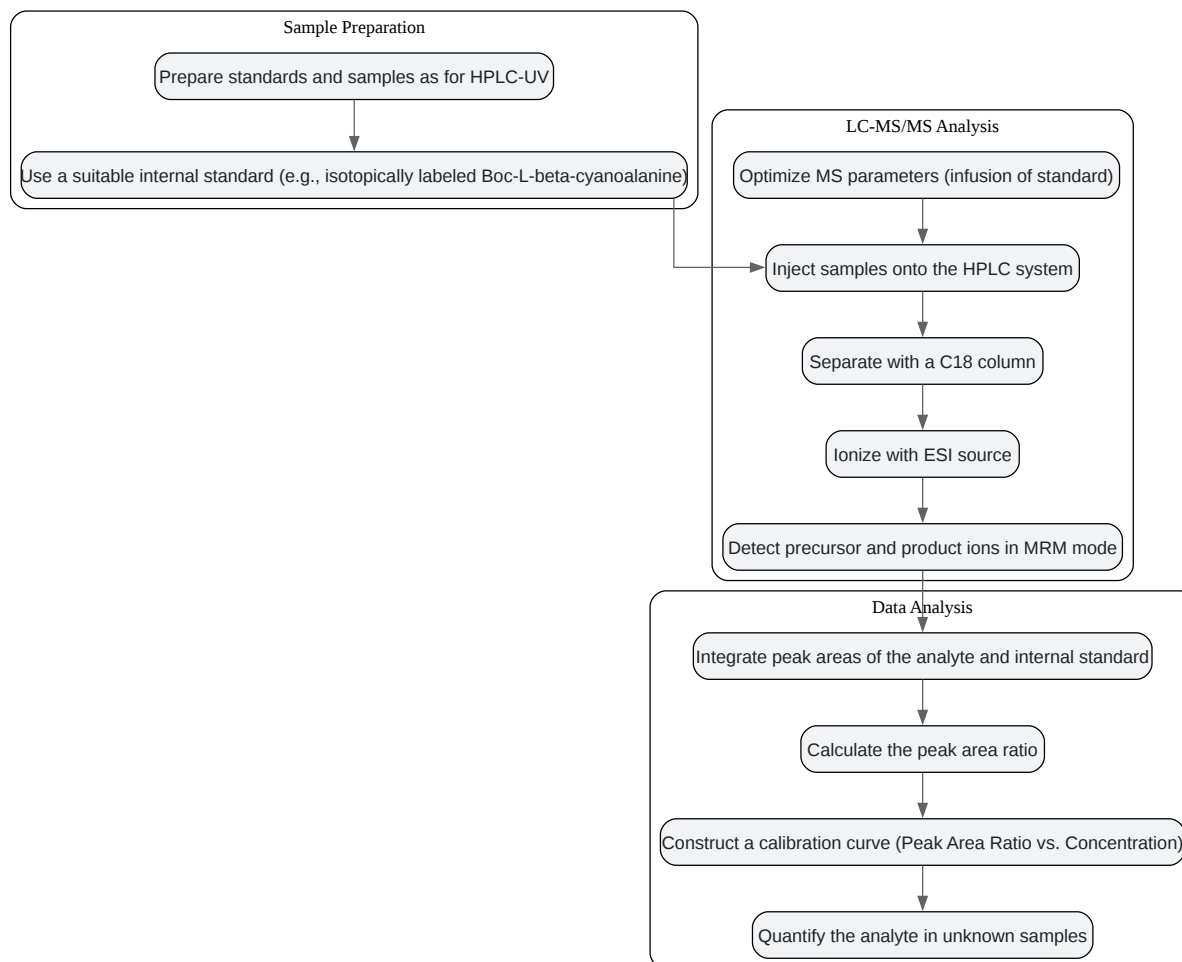 Sample Preparation
Prepare standards and samples as for HPLC-UV
Use a suitable internal standard (e.g., isotopically labeled Boc-L-beta-cyanoalanine)
LC-MS/MS Analysis
Optimize MS parameters (infusion of standard)
Inject samples onto the HPLC system
Separate with a C18 column
Ionize with ESI source
Detect precursor and product ions in MRM mode
Data Analysis
Integrate peak areas of the analyte and internal standard
Calculate the peak area ratio
Construct a calibration curve (Peak Area Ratio vs. Concentration)
Quantify the analyte in unknown samples